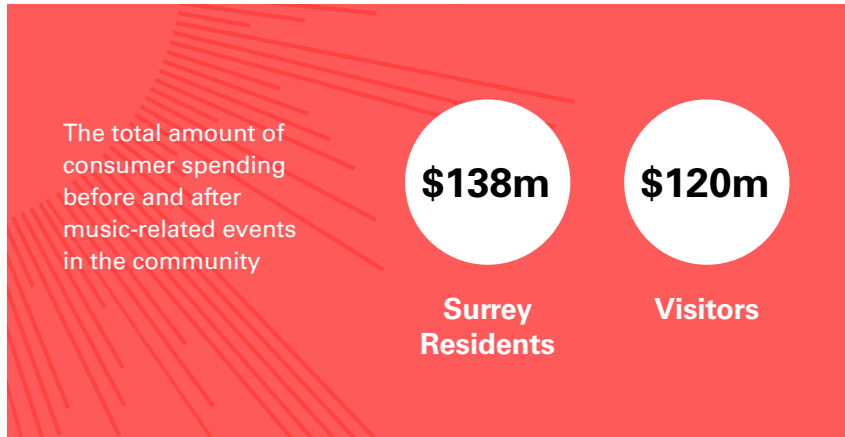 The total amount of
consumer spending
before and after
music-related events
in the community
$138m
Surrey
Residents
$120m
Visitors